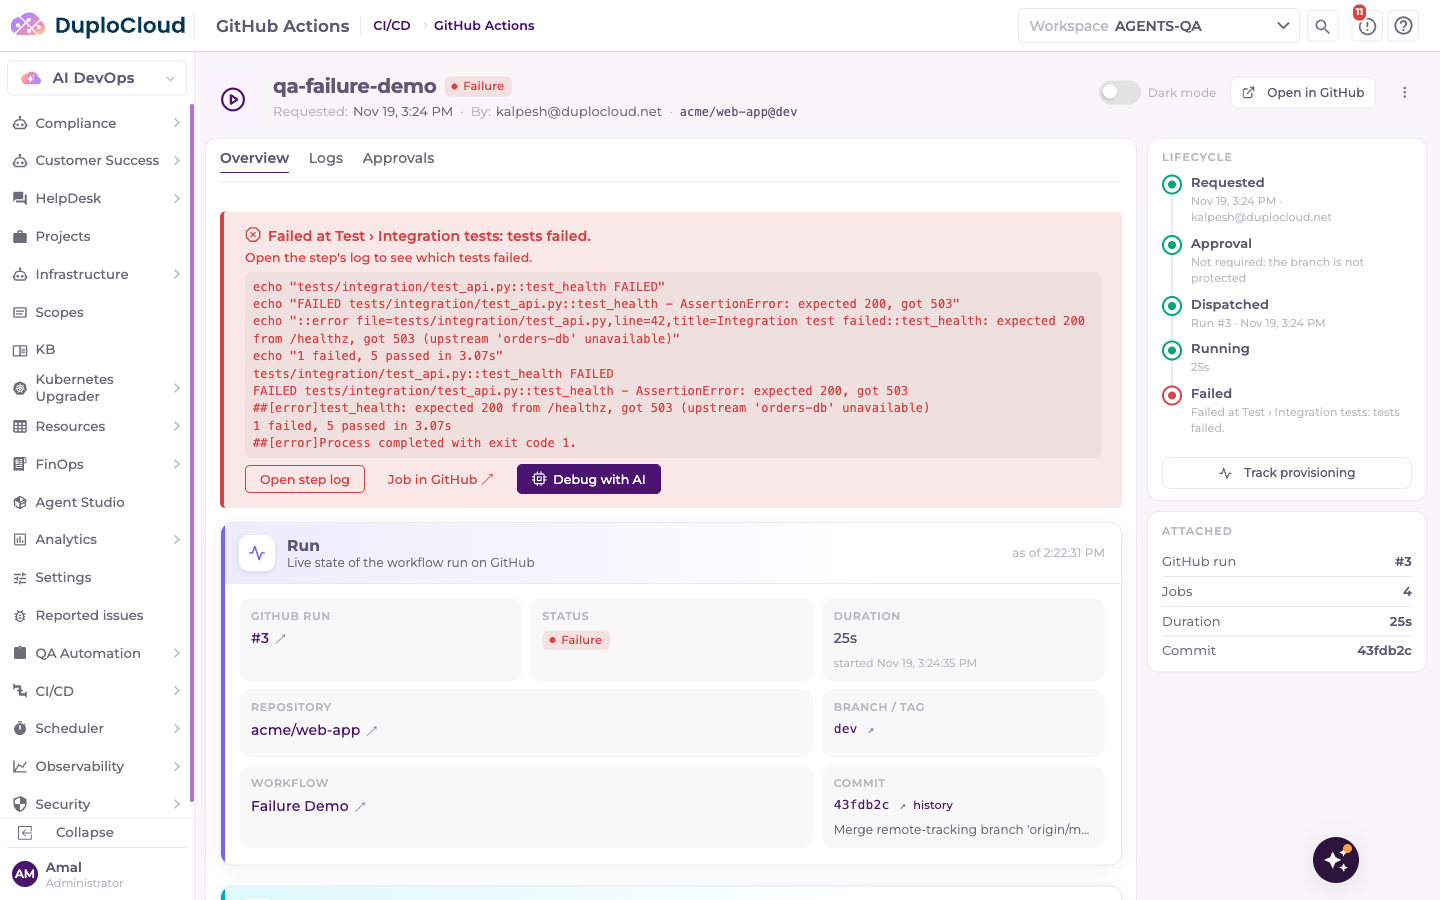 DuploCloud
GitHub Actions
CI/CD
GitHub Actions
Workspace AGENTS-QA
11
AI DevOps
Compliance
Customer Success
HelpDesk
Projects
Infrastructure
Scopes
KB
Kubernetes
Upgrader
Resources
FinOps
Agent Studio
Analytics
Settings
Reported issues
QA Automation
CI/CD
Scheduler
Observability
Security
Collapse
AM
Amal
Administrator
qa-failure-demo
Failure
Requested: Nov 19, 3:24 PM · By: kalpesh@duplocloud.net · acme/web-app@dev
Dark mode
Open in GitHub
Overview
Logs
Approvals
Failed at Test › Integration tests: tests failed.
Open the step's log to see which tests failed.
echo "tests/integration/test_api.py::test_health FAILED"
echo "FAILED tests/integration/test_api.py::test_health – AssertionError: expected 200, got 503"
echo "::error file=tests/integration/test_api.py,line=42,title=Integration test failed::test_health: expected 200
from /healthz, got 503 (upstream 'orders-db' unavailable)"
echo "1 failed, 5 passed in 3.07s"
tests/integration/test_api.py::test_health FAILED
FAILED tests/integration/test_api.py::test_health – AssertionError: expected 200, got 503
##[error]test_health: expected 200 from /healthz, got 503 (upstream 'orders-db' unavailable)
1 failed, 5 passed in 3.07s
##[error]Process completed with exit code 1.
Open step log
Job in GitHub ↗
Debug with AI
Run
Live state of the workflow run on GitHub
as of 2:22:31 PM
GITHUB RUN
#3 ↗
STATUS
Failure
DURATION
25s
started Nov 19, 3:24:35 PM
REPOSITORY
acme/web-app ↗
BRANCH / TAG
dev ↗
WORKFLOW
Failure Demo ↗
COMMIT
43fdb2c ↗ history
Merge remote-tracking branch 'origin/m...
LIFECYCLE
Requested
Nov 19, 3:24 PM ·
kalpesh@duplocloud.net
Approval
Not required: the branch is not
protected
Dispatched
Run #3 · Nov 19, 3:24 PM
Running
25s
Failed
Failed at Test › Integration tests: tests
failed.
Track provisioning
ATTACHED
GitHub run #3
Jobs 4
Duration 25s
Commit 43fdb2c